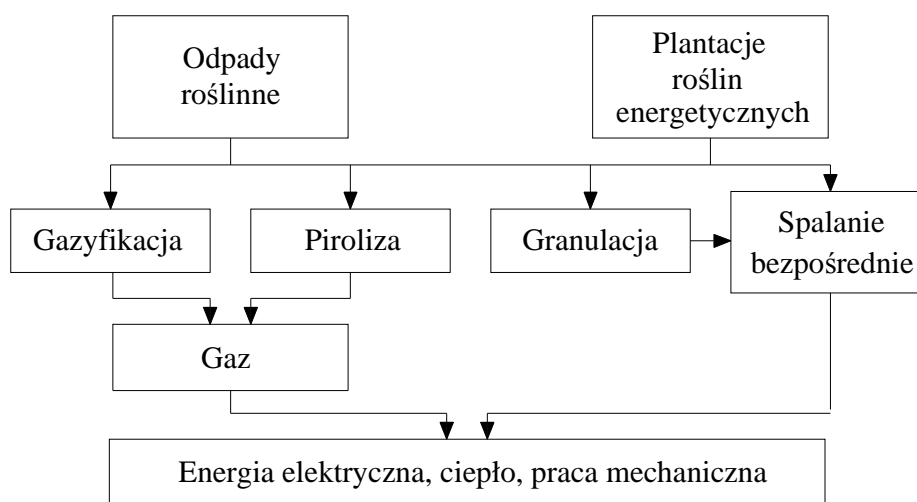 Odpady
roślinne
Plantacje
roślin
energetycznych
Gazyfikacja
Piroliza
Granulacja
Spalanie
bezpośrednie
Gaz
Energia elektryczna, ciepło, praca mechaniczna